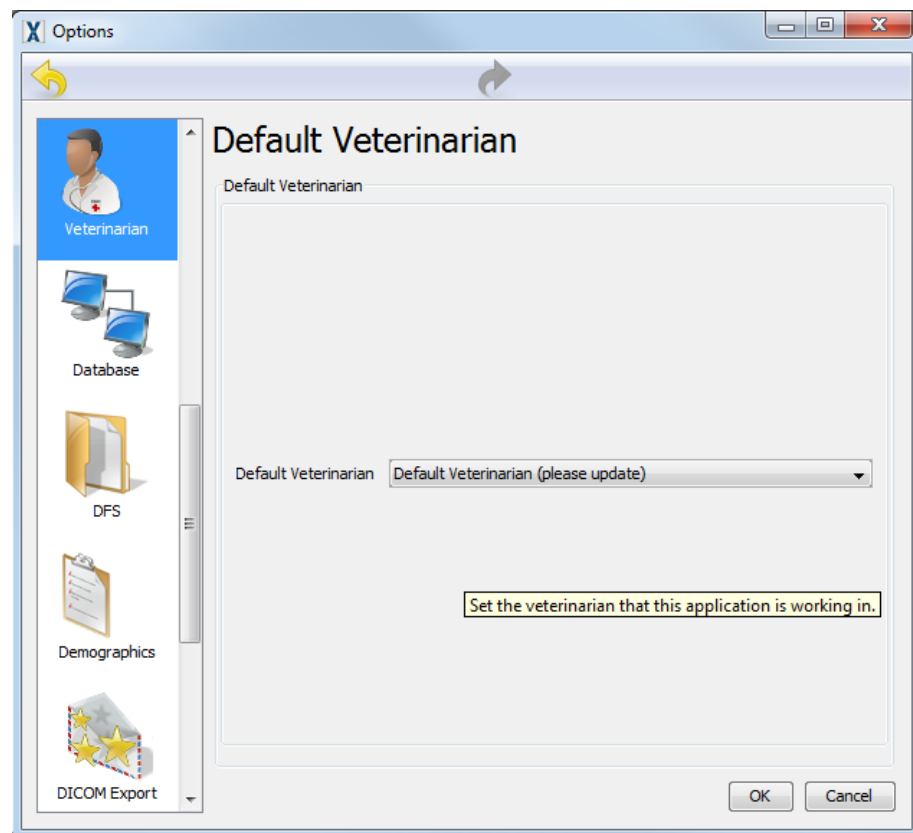 Options
Default Veterinarian
Default Veterinarian
Veterinarian
Database
DFS
Demographics
DICOM Export
Default Veterinarian Default Veterinarian (please update)
Set the veterinarian that this application is working in.
OK Cancel